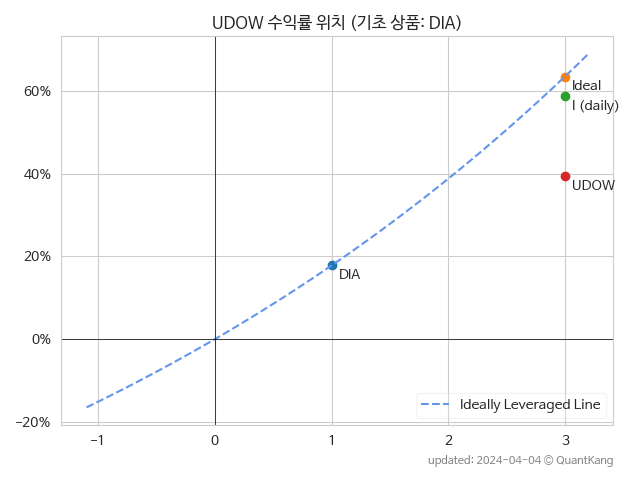 UDOW 수익률 위치 (기초 상품: DIA)
60%
40%
20%
0%
−20%
Ideal
I (daily)
UDOW
DIA
Ideally Leveraged Line
−1 0 1 2 3
updated: 2024-04-04 © QuantKang